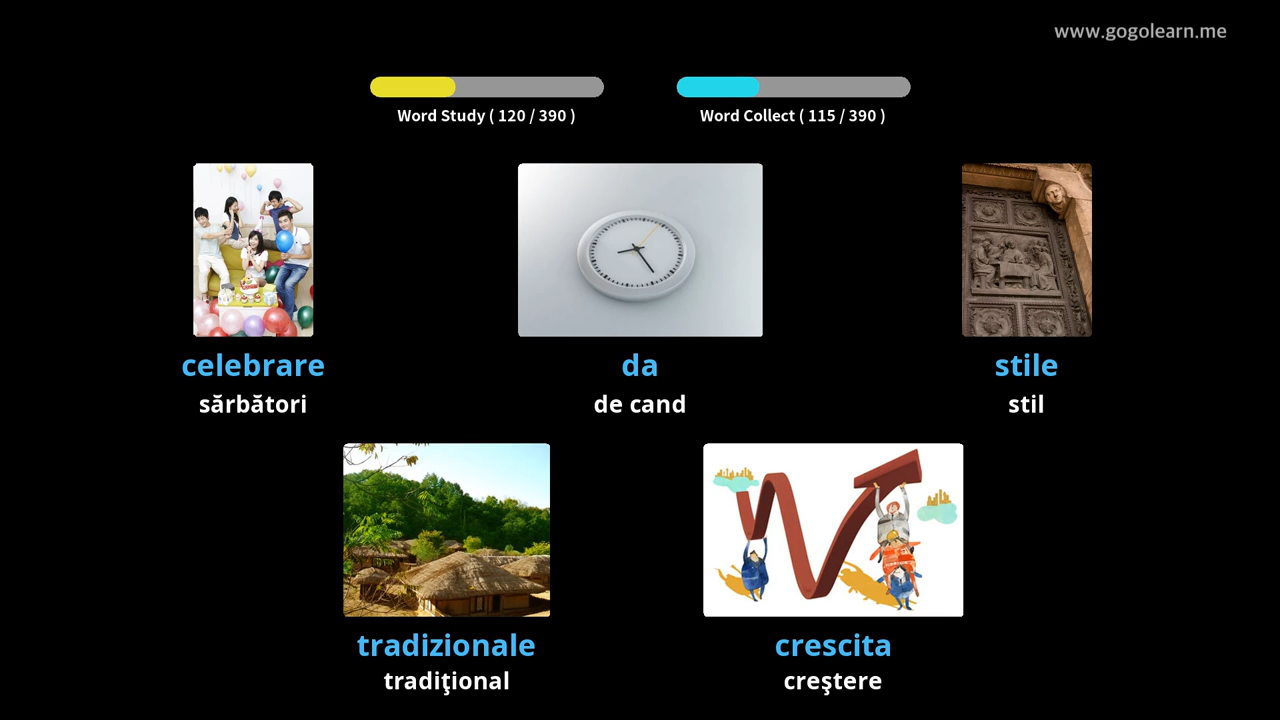 www.gogolearn.me
Word Study ( 120 / 390 )
Word Collect ( 115 / 390 )
celebrare
sărbători
da
de cand
stile
stil
tradizionale
tradiţional
crescita
creştere